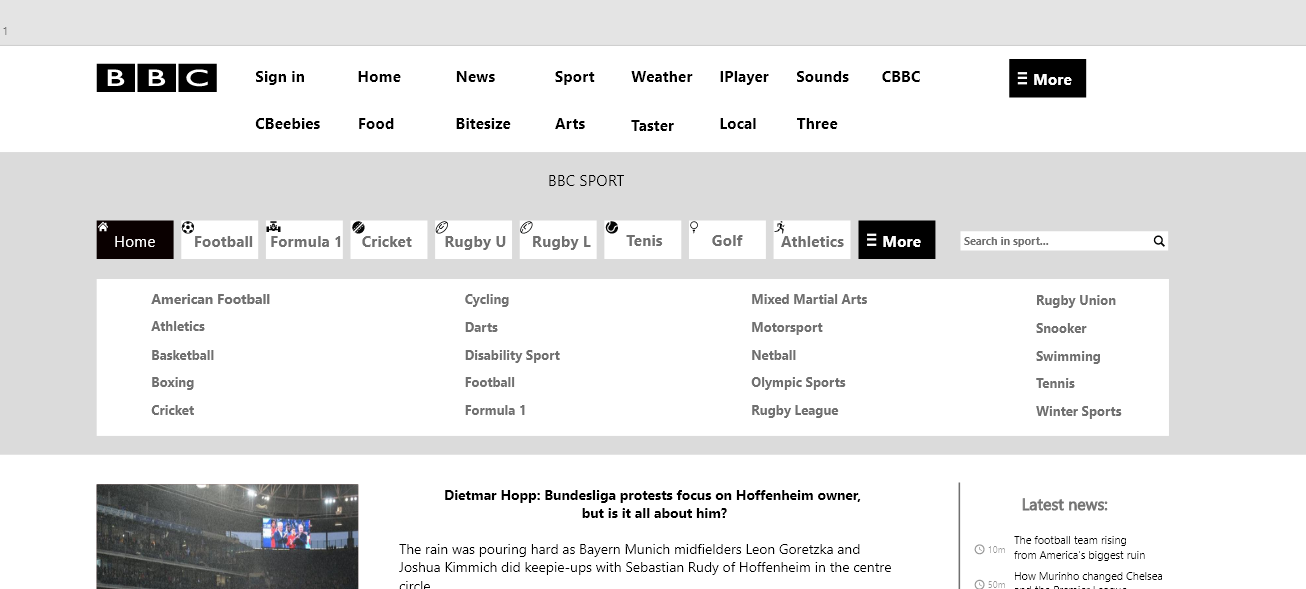 1
BBC Sign in Home News Sport Weather IPlayer Sounds CBBC More
CBeebies Food Bitesize Arts Taster Local Three
BBC SPORT
Home Football Formula 1 Cricket Rugby U Rugby L Tenis Golf Athletics More Search in sport...
American Football Cycling Mixed Martial Arts Rugby Union
Athletics Darts Motorsport Snooker
Basketball Disability Sport Netball Swimming
Boxing Football Olympic Sports Tennis
Cricket Formula 1 Rugby League Winter Sports
Dietmar Hopp: Bundesliga protests focus on Hoffenheim owner,
but is it all about him?
The rain was pouring hard as Bayern Munich midfielders Leon Goretzka and
Joshua Kimmich did keepie-ups with Sebastian Rudy of Hoffenheim in the centre
circle.
Latest news:
10m The football team rising
from America's biggest ruin
50m How Murinho changed Chelsea
and the Premier League